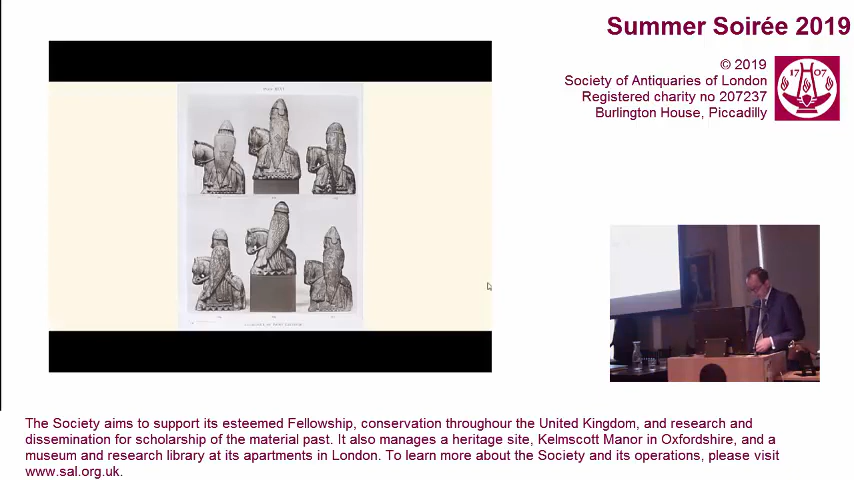 Summer Soirée 2019
© 2019
Society of Antiquaries of London
Registered charity no 207237
Burlington House, Piccadilly
17 07
The Society aims to support its esteemed Fellowship, conservation throughour the United Kingdom, and research and
dissemination for scholarship of the material past. It also manages a heritage site, Kelmscott Manor in Oxfordshire, and a
museum and research library at its apartments in London. To learn more about the Society and its operations, please visit
www.sal.org.uk.